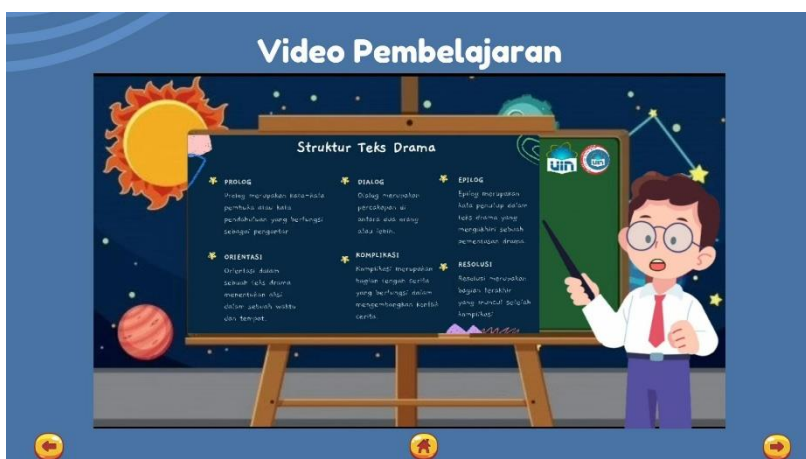 Video Pembelajaran
Struktur Teks Drama
PROLOG
Prolog merupakan kata-kata
pembuka atau kata
pendahuluan yang berfungsi
sebagai pengantar
DIALOG
Dialog merupakan
percakapan di
antara dua orang
atau lebih.
EPILOG
Epilog merupakan
kata penutup dalam
teks drama yang
mengakhiri sebuah
pementasan drama.
ORIENTASI
Orientasi dalam
sebuah teks drama
menentukan aksi
dalam sebuah waktu
dan tempat.
KOMPLIKASI
Komplikasi merupakan
bagian tengah cerita
yang berfungsi dalam
mengembangkan konflik
cerita
RESOLUSI
Resolusi merupakan
bagian terakhir
yang muncul setelah
komplikasi
uin